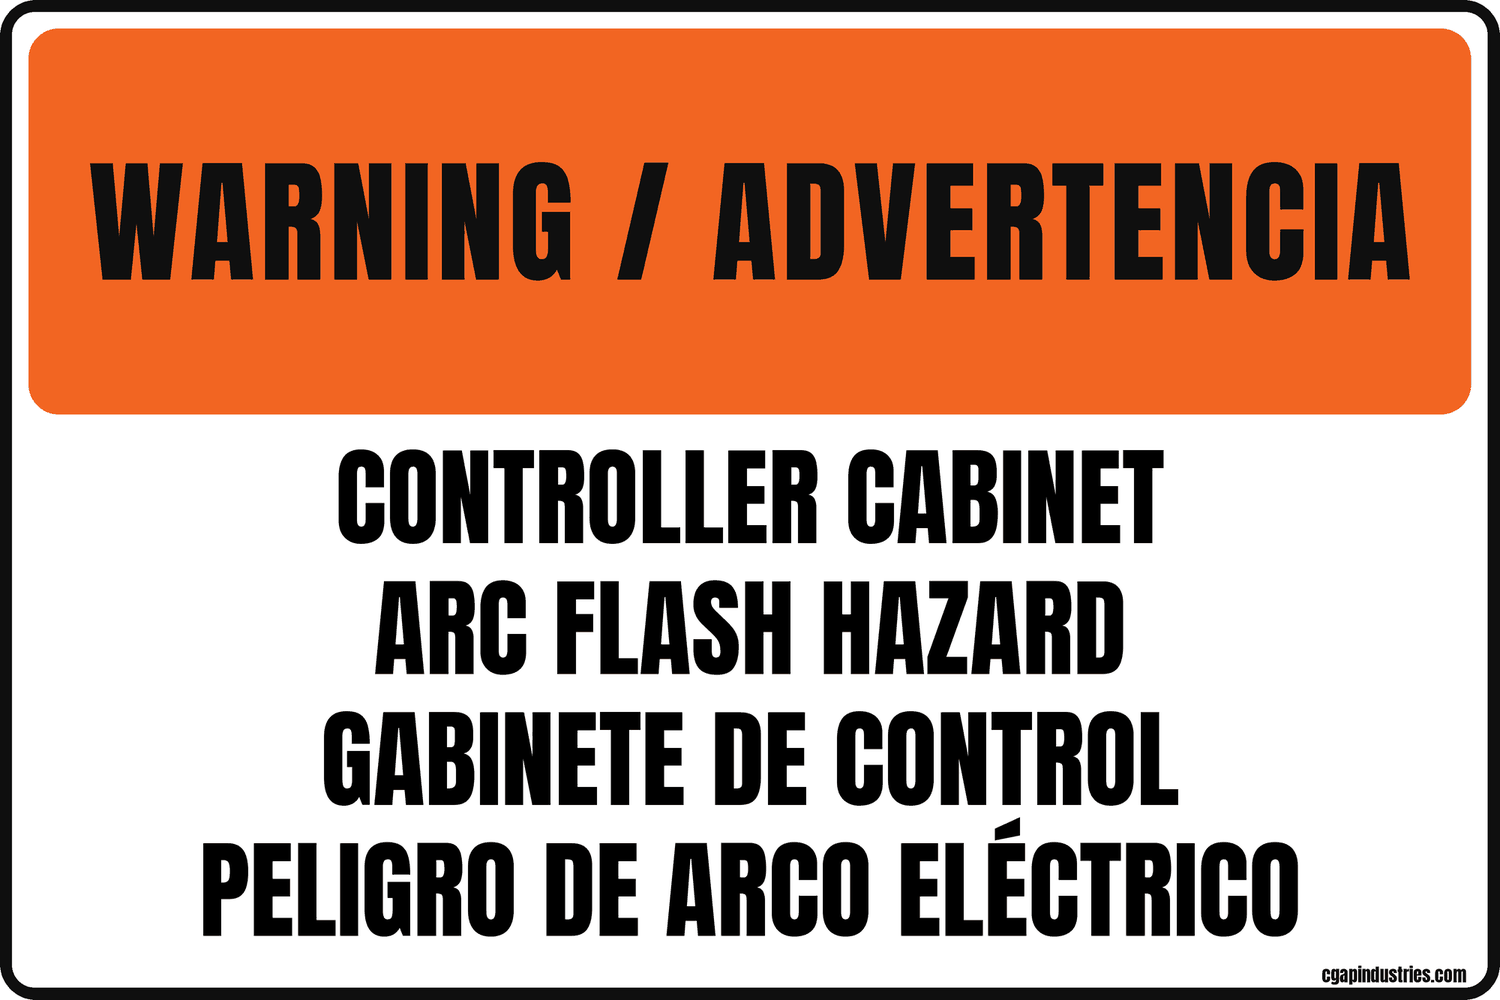 WARNING / ADVERTENCIA
CONTROLLER CABINET
ARC FLASH HAZARD
GABINETE DE CONTROL
PELIGRO DE ARCO ELÉCTRICO
cgapindustries.com